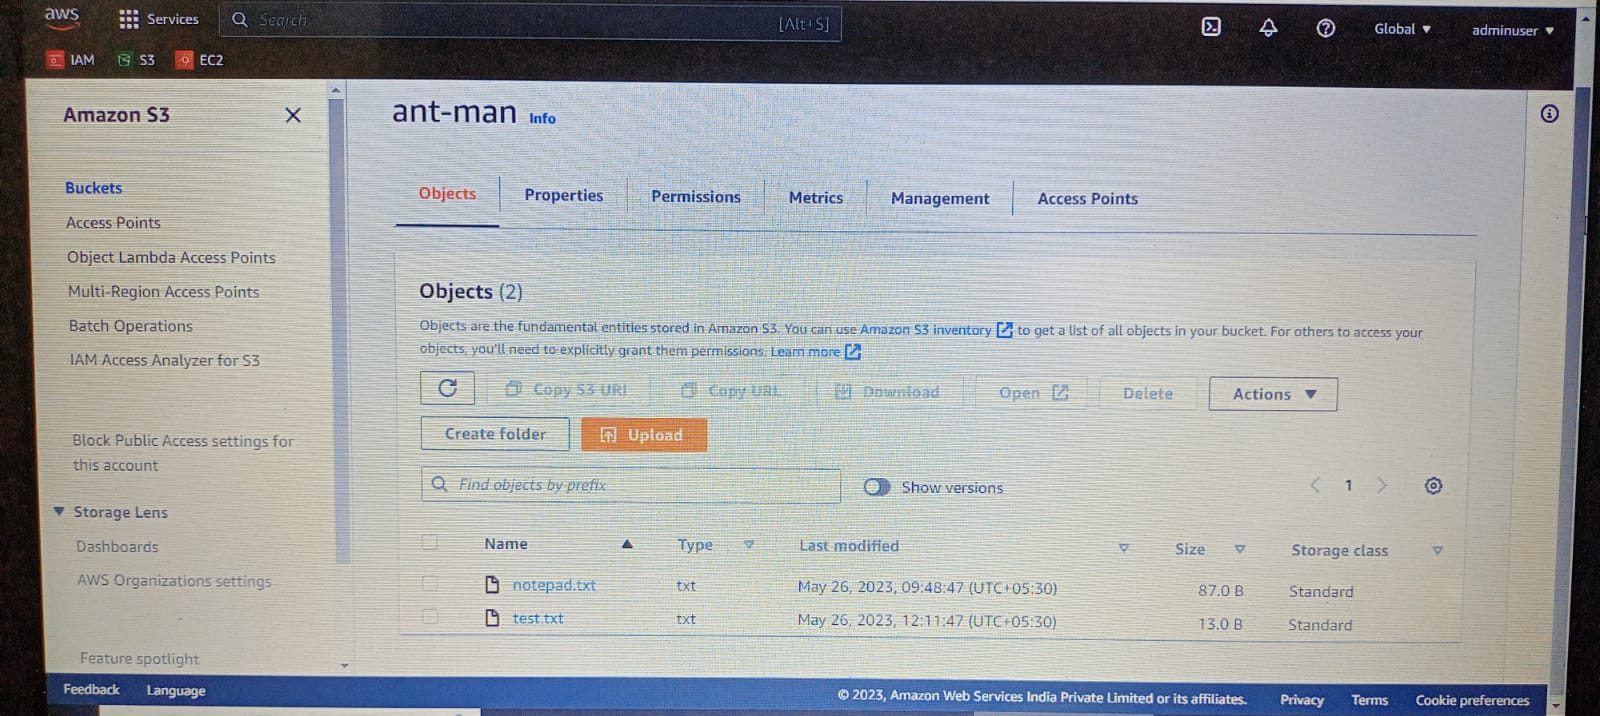 aws
Services
Search
[Alt+S]
Global ▼
adminuser ▼
IAM
S3
EC2
Amazon S3
Buckets
Access Points
Object Lambda Access Points
Multi-Region Access Points
Batch Operations
IAM Access Analyzer for S3
Block Public Access settings for
this account
▼ Storage Lens
Dashboards
AWS Organizations settings
Feature spotlight
ant-man Info
Objects
Properties
Permissions
Metrics
Management
Access Points
Objects (2)
Objects are the fundamental entities stored in Amazon S3. You can use Amazon S3 inventory to get a list of all objects in your bucket. For others to access your
objects, you'll need to explicitly grant them permissions. Learn more
Copy S3 URI
Copy URL
Download
Open
Delete
Actions ▼
Create folder
Upload
Find objects by prefix
Show versions
1
Name Type Last modified Size Storage class
notepad.txt txt May 26, 2023, 09:48:47 (UTC+05:30) 87.0 B Standard
test.txt txt May 26, 2023, 12:11:47 (UTC+05:30) 13.0 B Standard
Feedback Language © 2023, Amazon Web Services India Private Limited or its affiliates. Privacy Terms Cookie preferences